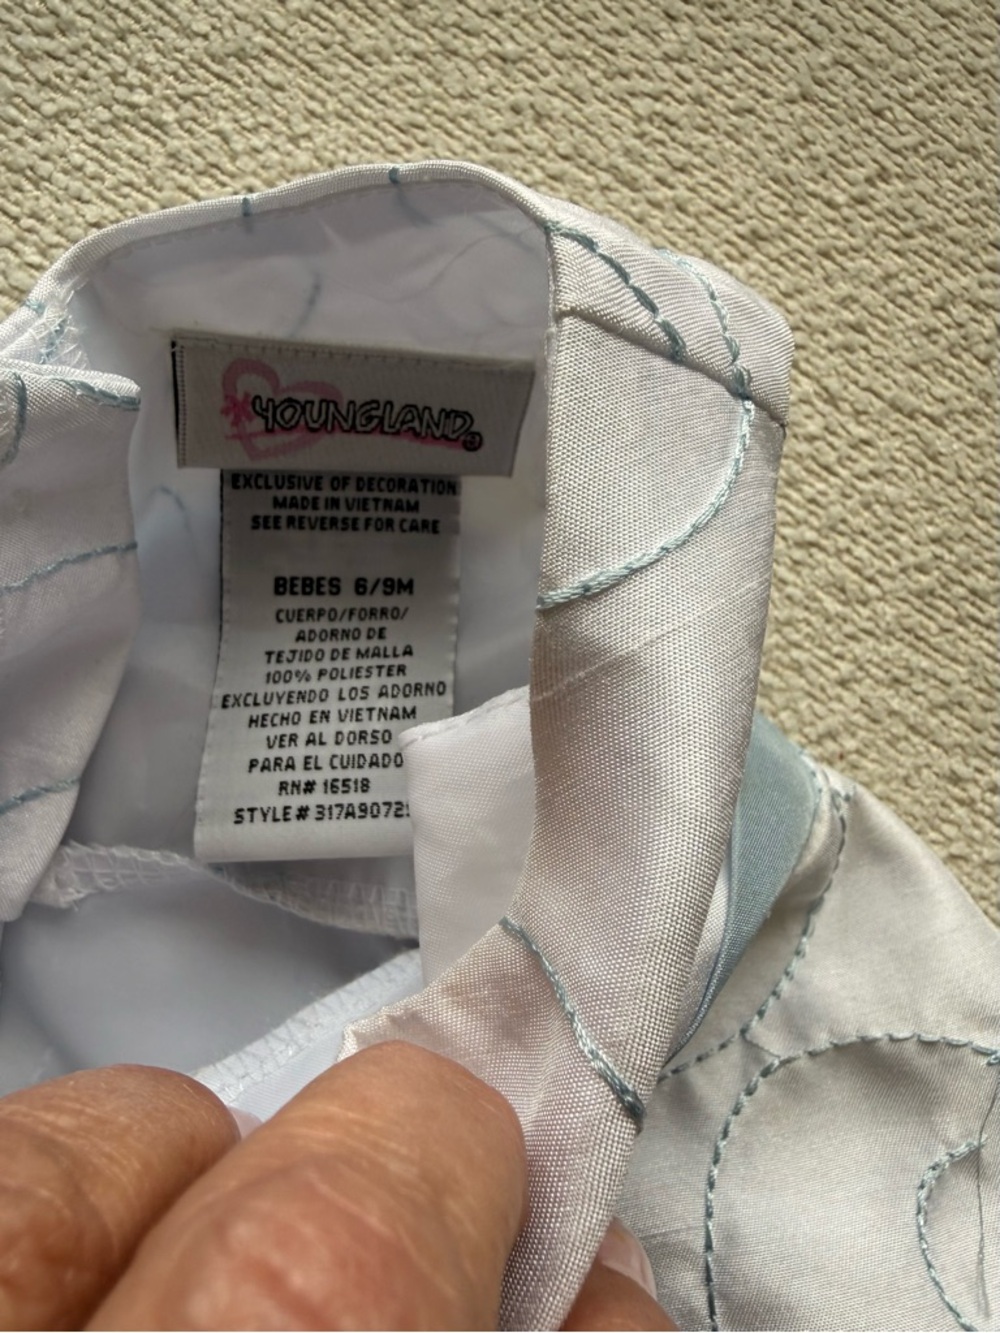 YOUNGLAND
EXCLUSIVE OF DECORATION
MADE IN VIETNAM
SEE REVERSE FOR CARE
BEBES 6/9M
CUERPO/FORRO/
ADORNO DE
TEJIDO DE MALLA
100% POLIESTER
EXCLUYENDO LOS ADORNO
HECHO EN VIETNAM
VER AL DORSO
PARA EL CUIDADO
RN# 16518
STYLE#